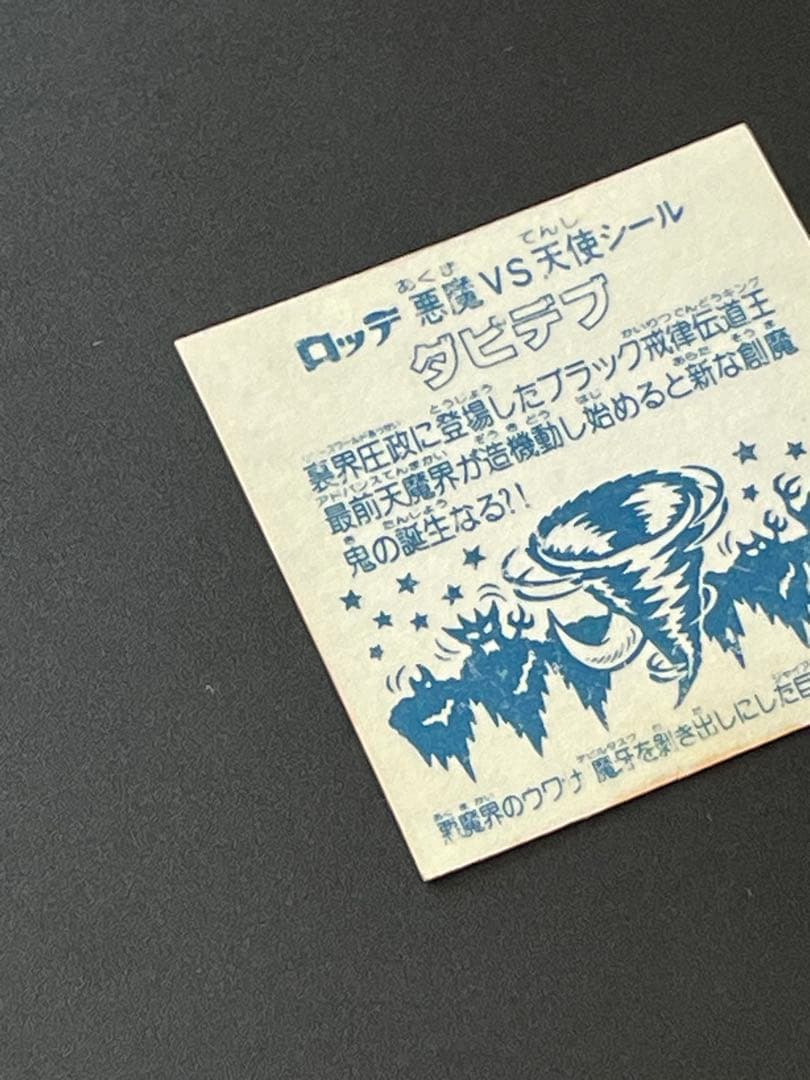 ロッテ 悪魔VS天使シール
ダビデブ
裏界圧政に登場したブラック戒律伝道王
最前天魔界が造機動し始めると新な創魔
鬼の誕生なる?!
悪魔界のウワサ 魔牙を剝き出しにした巨